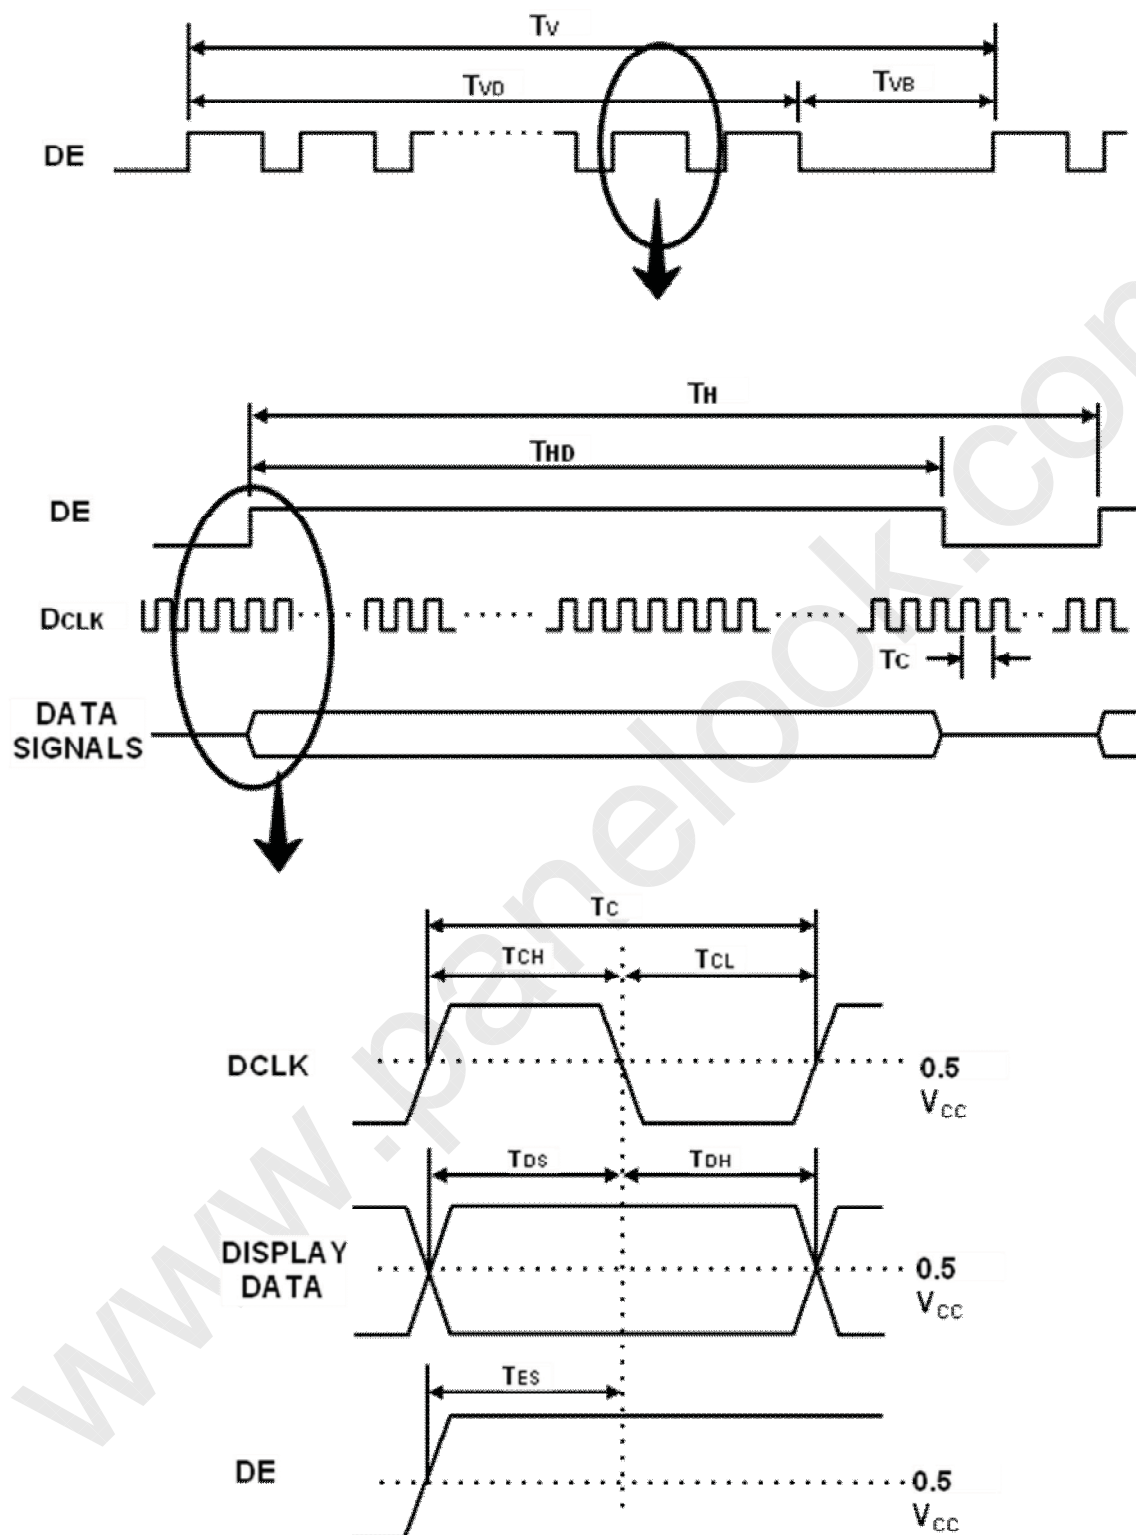 TV
TVD
TVB
DE
TH
THD
DE
DCLK
TC
DATA
SIGNALS
TC
TCH
TCL
DCLK
0.5
VCC
TDS
TDH
DISPLAY
DATA
0.5
VCC
TES
DE
0.5
VCC
www.panelook.com